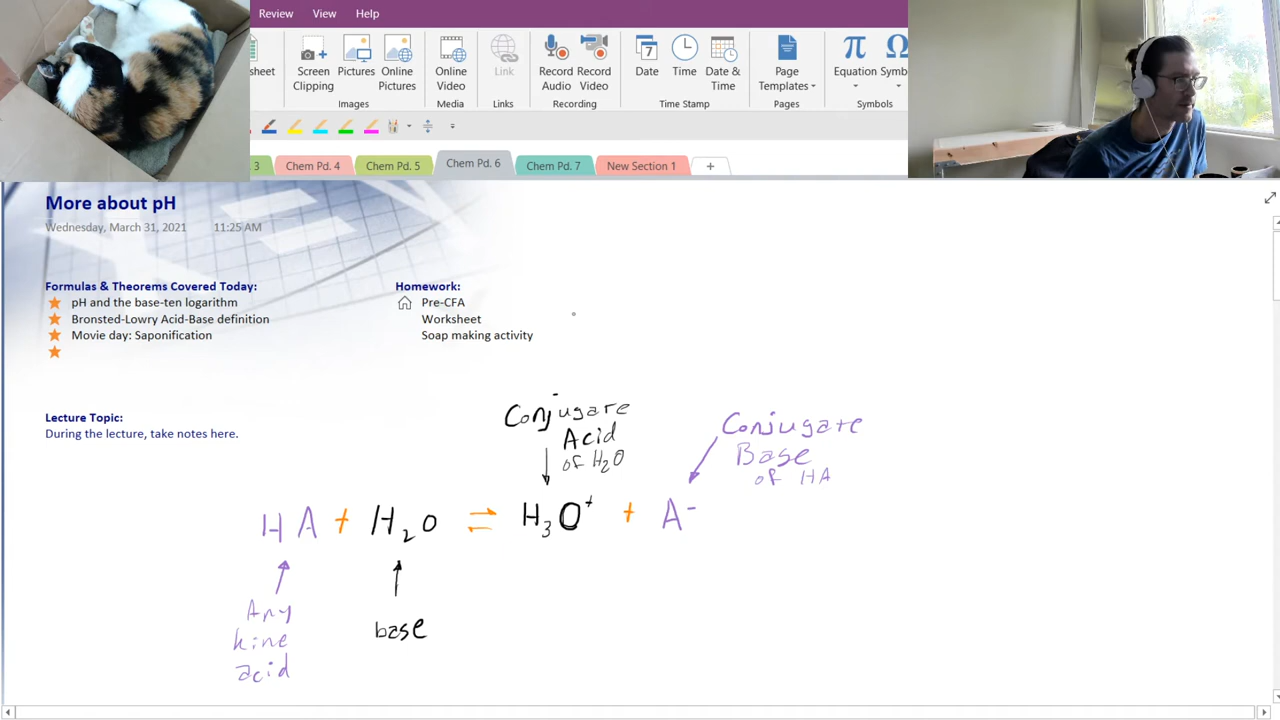 Review View Help
Screen Clipping
Pictures
Online Pictures
Online Video
Link
Record Audio
Record Video
Date
Time
Date & Time
Page Templates
Equation
Images
Media
Links
Recording
Time Stamp
Pages
Symbols
3 Chem Pd. 4 Chem Pd. 5 Chem Pd. 6 Chem Pd. 7 New Section 1 +
More about pH
Wednesday, March 31, 2021 11:25 AM
Formulas & Theorems Covered Today:
pH and the base-ten logarithm
Bronsted-Lowry Acid-Base definition
Movie day: Saponification
Homework:
Pre-CFA
Worksheet
Soap making activity
Lecture Topic:
During the lecture, take notes here.
Conjugate
Acid
of H₂O
Conjugate
Base
of HA
HA + H₂O ⇌ H₃O⁺ + A⁻
Any
kine
acid
base